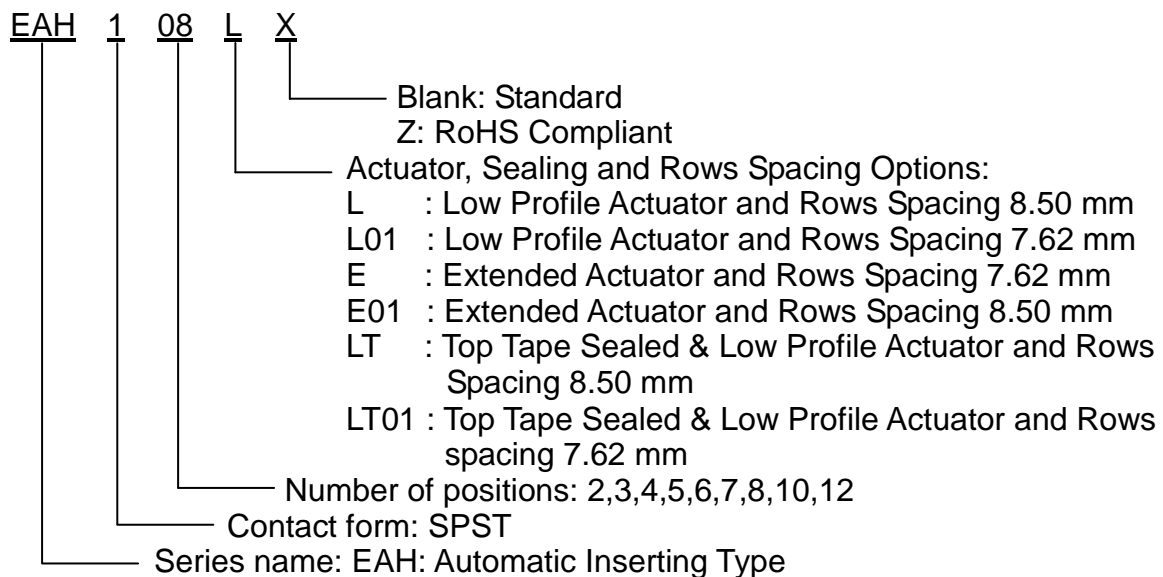 EAH 1 08 L X
Blank: Standard
Z: RoHS Compliant
Actuator, Sealing and Rows Spacing Options:
L : Low Profile Actuator and Rows Spacing 8.50 mm
L01 : Low Profile Actuator and Rows Spacing 7.62 mm
E : Extended Actuator and Rows Spacing 7.62 mm
E01 : Extended Actuator and Rows Spacing 8.50 mm
LT : Top Tape Sealed & Low Profile Actuator and Rows
Spacing 8.50 mm
LT01 : Top Tape Sealed & Low Profile Actuator and Rows
spacing 7.62 mm
Number of positions: 2,3,4,5,6,7,8,10,12
Contact form: SPST
Series name: EAH: Automatic Inserting Type